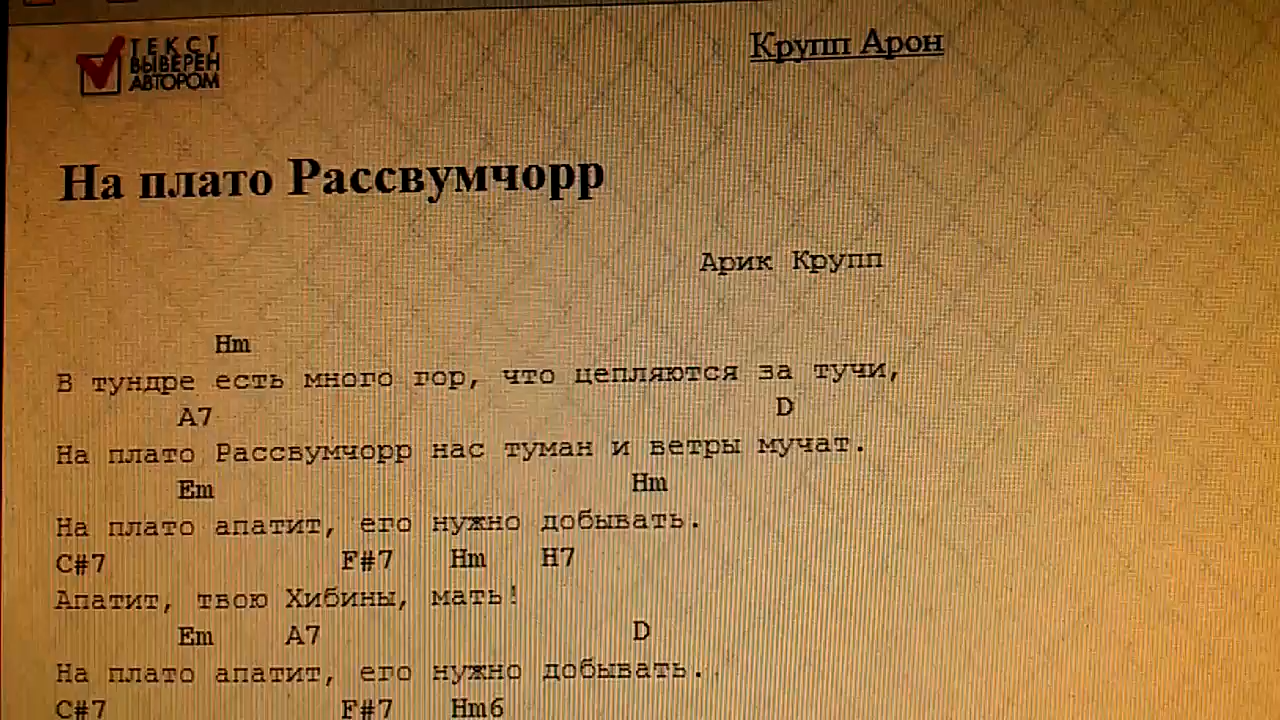 ТЕКСТ
ВЫВЕРЕН
АВТОРОМ
Крупп Арон
На плато Рассвумчорр
Арик Крупп
Hm
В тундре есть много гор, что цепляются за тучи,
A7 D
На плато Рассвумчорр нас туман и ветры мучат.
Em Hm
На плато апатит, его нужно добывать.
C#7 F#7 Hm H7
Апатит, твою Хибины, мать!
Em A7 D
На плато апатит, его нужно добывать.
C#7 F#7 Hm6